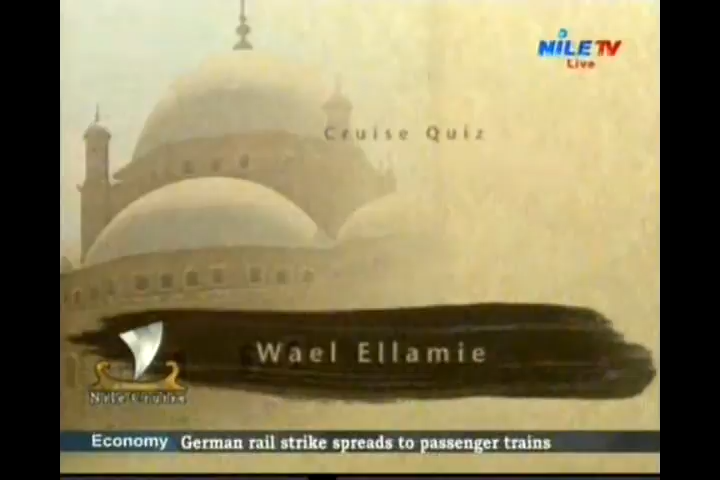 NILE TV
Live
Cruise Quiz
Wael Ellamie
Nile Cruise
Economy German rail strike spreads to passenger trains